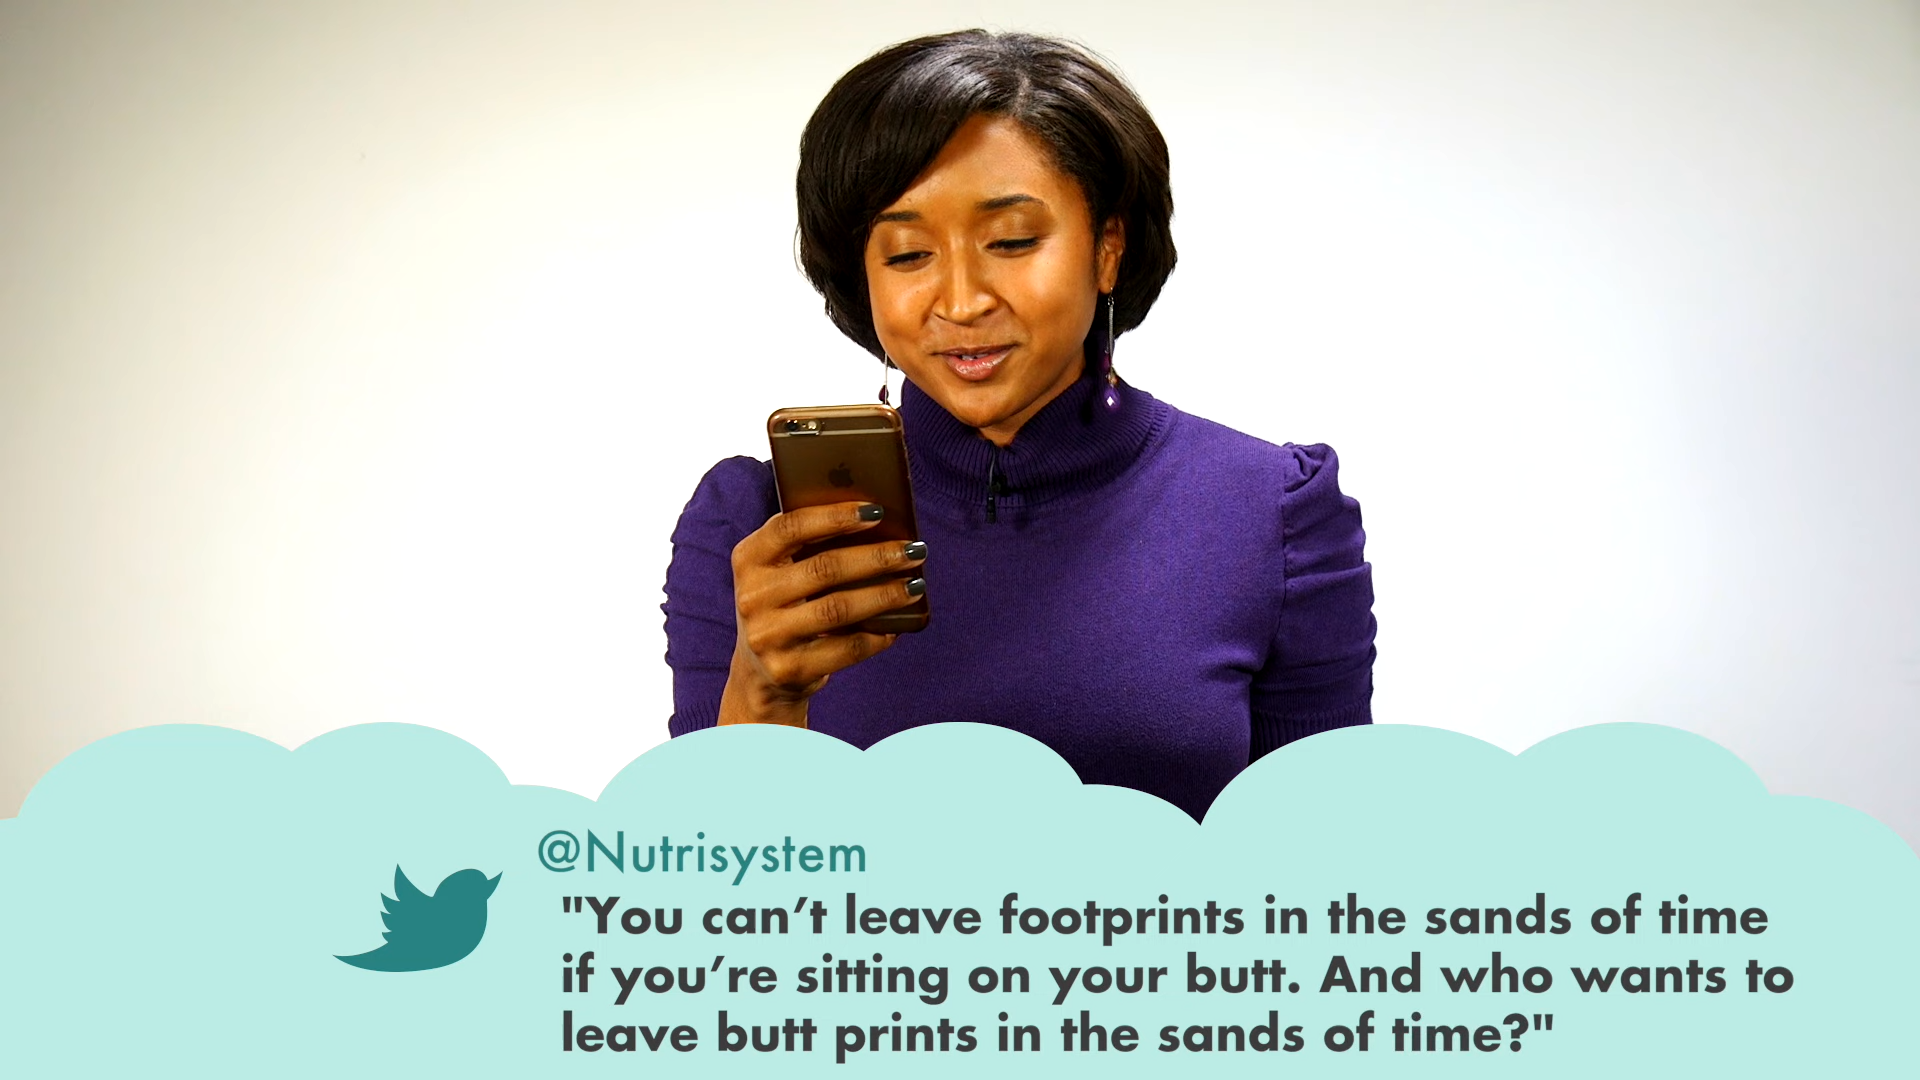 @Nutrisystem
"You can’t leave footprints in the sands of time
if you’re sitting on your butt. And who wants to
leave butt prints in the sands of time?"